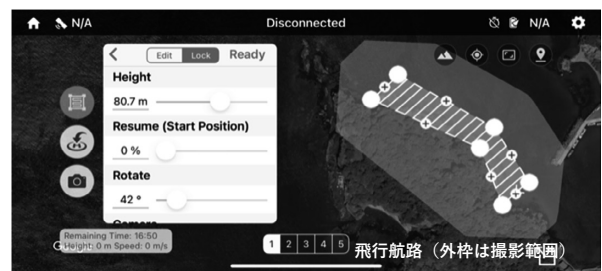 N/A
Disconnected
N/A
Edit
Lock
Ready
Height
80.7 m
Resume (Start Position)
0 %
Rotate
42 °
Remaining Time: 16:50
Height: 0 m Speed: 0 m/s
1 2 3 4 5
飛行航路（外枠は撮影範囲）